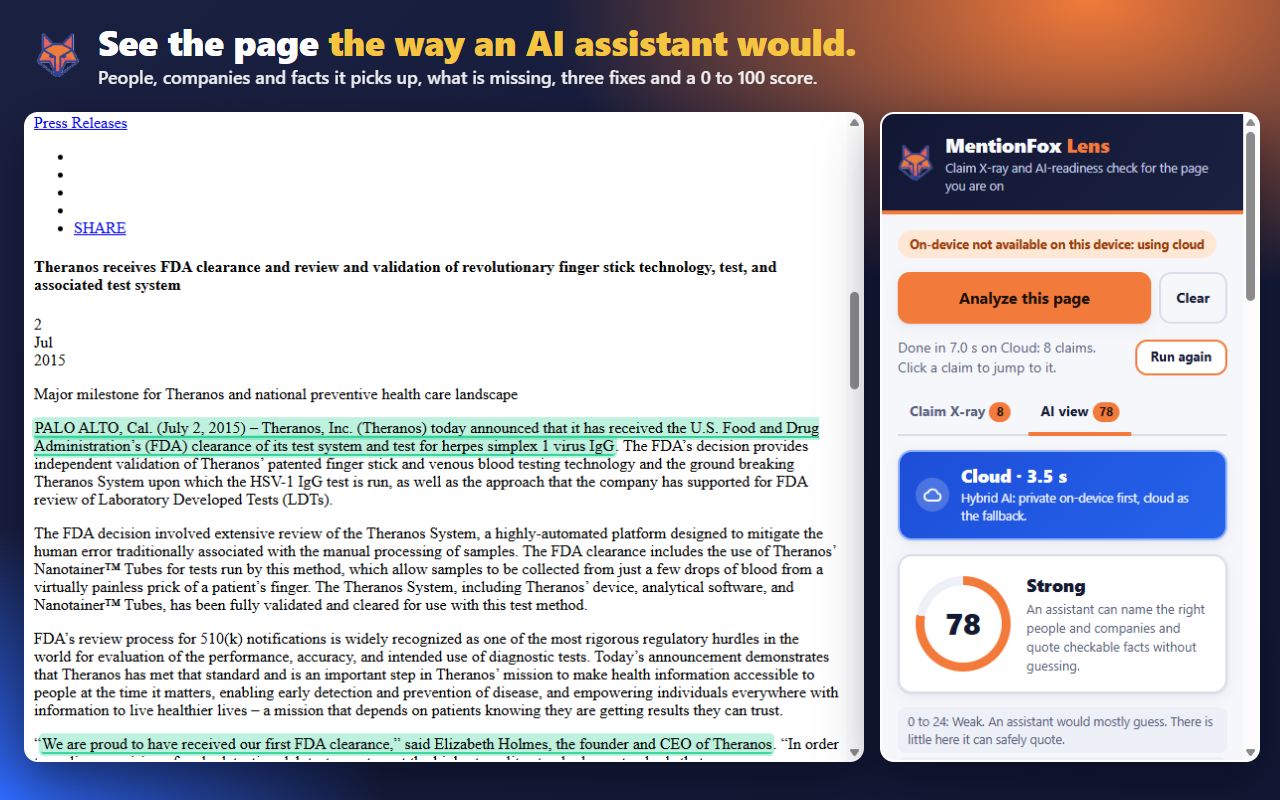 See the page the way an AI assistant would.
People, companies and facts it picks up, what is missing, three fixes and a 0 to 100 score.
Press Releases
SHARE
Theranos receives FDA clearance and review and validation of revolutionary finger stick technology, test, and
associated test system
2
Jul
2015
Major milestone for Theranos and national preventive health care landscape
PALO ALTO, Cal. (July 2, 2015) – Theranos, Inc. (Theranos) today announced that it has received the U.S. Food and Drug
Administration’s (FDA) clearance of its test system and test for herpes simplex 1 virus IgG. The FDA’s decision provides
independent validation of Theranos’ patented finger stick and venous blood testing technology and the ground breaking
Theranos System upon which the HSV-1 IgG test is run, as well as the approach that the company has supported for FDA
review of Laboratory Developed Tests (LDTs).
The FDA decision involved extensive review of the Theranos System, a highly-automated platform designed to mitigate the
human error traditionally associated with the manual processing of samples. The FDA clearance includes the use of Theranos’
Nanotainer™ Tubes for tests run by this method, which allow samples to be collected from just a few drops of blood from a
virtually painless prick of a patient’s finger. The Theranos System, including Theranos’ device, analytical software, and
Nanotainer™ Tubes, has been fully validated and cleared for use with this test method.
FDA’s review process for 510(k) notifications is widely recognized as one of the most rigorous regulatory hurdles in the
world for evaluation of the performance, accuracy, and intended use of diagnostic tests. Today’s announcement demonstrates
that Theranos has met that standard and is an important step in Theranos’ mission to make health information accessible to
people at the time it matters, enabling early detection and prevention of disease, and empowering individuals everywhere with
information to live healthier lives – a mission that depends on patients knowing they are getting results they can trust.
“We are proud to have received our first FDA clearance,” said Elizabeth Holmes, the founder and CEO of Theranos. “In order
MentionFox Lens
Claim X-ray and AI-readiness check for the page
you are on
On-device not available on this device: using cloud
Analyze this page
Clear
Done in 7.0 s on Cloud: 8 claims.
Click a claim to jump to it.
Run again
Claim X-ray 8
AI view 78
Cloud · 3.5 s
Hybrid AI: private on-device first, cloud as
the fallback.
78
Strong
An assistant can name the right
people and companies and
quote checkable facts without
guessing.
0 to 24: Weak. An assistant would mostly guess. There is
little here it can safely quote.